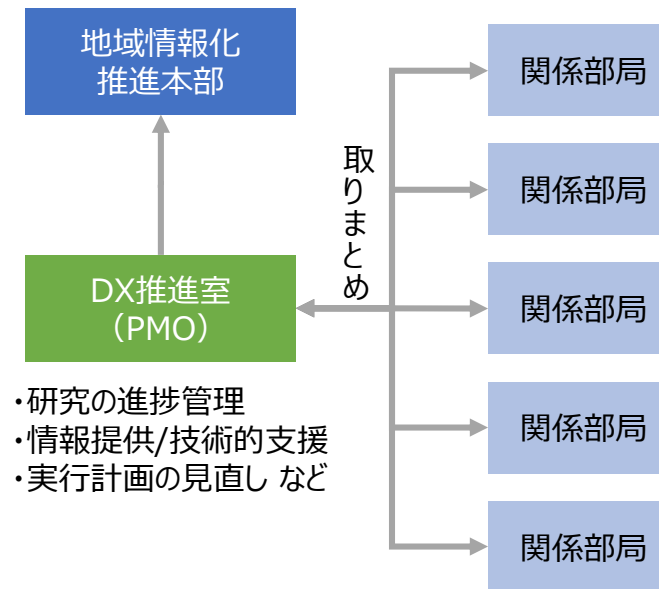 地域情報化
推進本部
DX推進室
（PMO）
・研究の進捗管理
・情報提供/技術的支援
・実行計画の見直し など
取りまとめ
関係部局
関係部局
関係部局
関係部局
関係部局